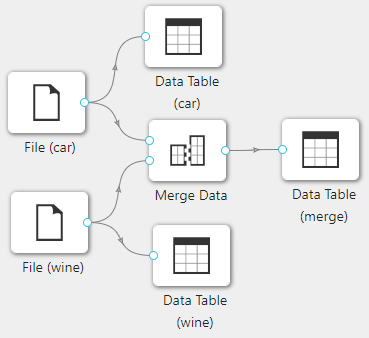 Data Table
(car)
File (car)
Merge Data
Data Table
(merge)
File (wine)
Data Table
(wine)